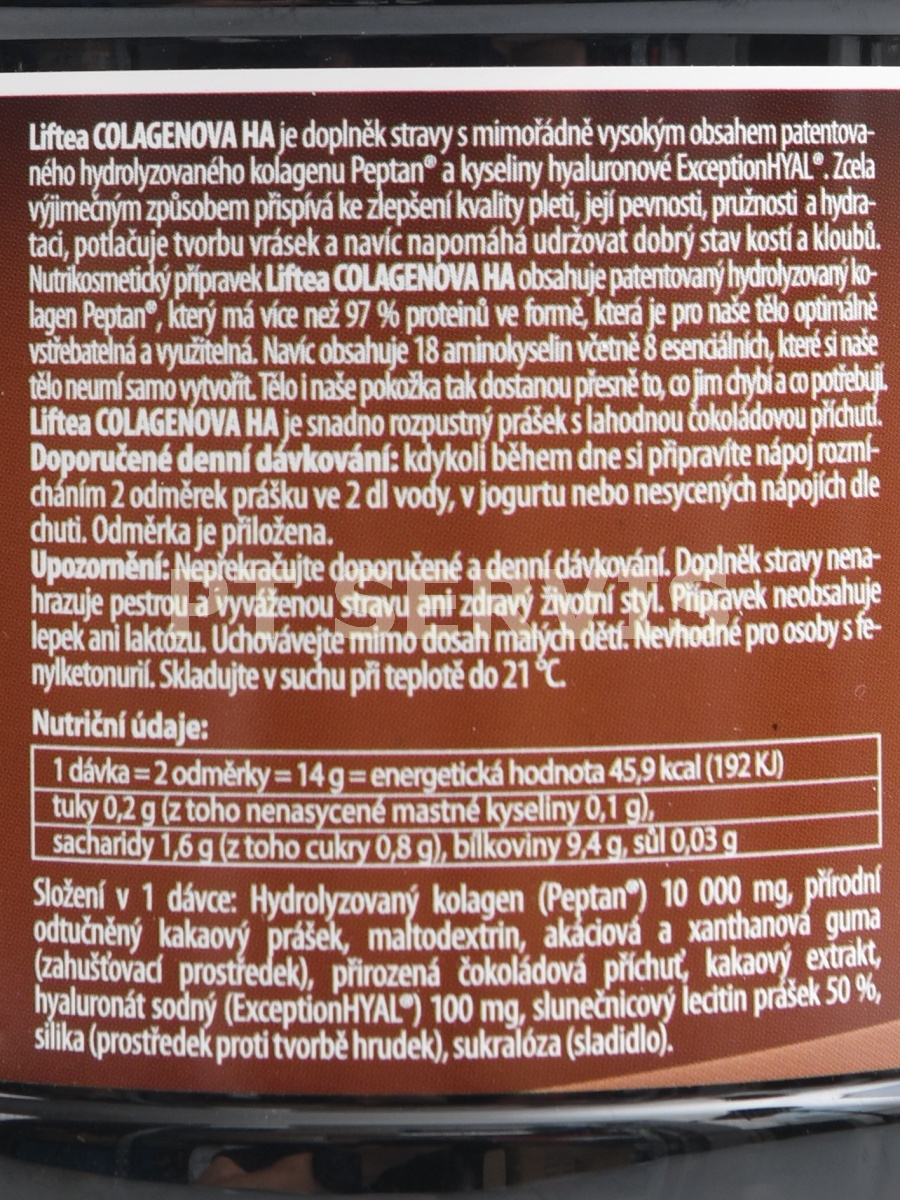 Liftea COLAGENOVA HA je doplněk stravy s mimořádně vysokým obsahem patentova-
ného hydrolyzovaného kolagenu Peptan® a kyseliny hyaluronové ExceptionHYAL®. Zcela
výjimečným způsobem přispívá ke zlepšení kvality pleti, její pevnosti, pružnosti a hydra-
taci, potlačuje tvorbu vrásek a navíc napomáhá udržovat dobrý stav kostí a kloubů.
Nutrikosmetický přípravek Liftea COLAGENOVA HA obsahuje patentovaný hydrolyzovaný ko-
lagen Peptan®, který má více než 97 % proteinů ve formě, která je pro naše tělo optimálně
vstřebatelná a využitelná. Navíc obsahuje 18 aminokyselin včetně 8 esenciálních, které si naše
tělo neumí samo vytvořit. Tělo i naše pokožka tak dostanou přesně to, co jim chybí a co potřebují.
Liftea COLAGENOVA HA je snadno rozpustný prášek s lahodnou čokoládovou příchutí.
Doporučené denní dávkování: kdykoli během dne si připravíte nápoj rozmí-
cháním 2 odměrek prášku ve 2 dl vody, v jogurtu nebo nesycených nápojích dle
chuti. Odměrka je přiložena.
Upozornění: Nepřekračujte doporučené a denní dávkování. Doplněk stravy nena-
hrazuje pestrou a vyváženou stravu ani zdravý životní styl. Přípravek neobsahuje
PT SERVIS
lepek ani laktózu. Uchovávejte mimo dosah malých dětí. Nevhodné pro osoby s fe-
nylketonurií. Skladujte v suchu při teplotě do 21 °C.
Nutriční údaje:
1 dávka = 2 odměrky = 14 g = energetická hodnota 45,9 kcal (192 KJ)
tuky 0,2 g (z toho nenasycené mastné kyseliny 0,1 g),
sacharidy 1,6 g (z toho cukry 0,8 g), bílkoviny 9,4 g, sůl 0,03 g
Složení v 1 dávce: Hydrolyzovaný kolagen (Peptan®) 10 000 mg, přírodní
odtučněný kakaový prášek, maltodextrin, akáciová a xanthanová guma
(zahušťovací prostředek), přirozená čokoládová příchuť, kakaový extrakt,
hyaluronát sodný (ExceptionHYAL®) 100 mg, slunečnicový lecitin prášek 50 %,
silika (prostředek proti tvorbě hrudek), sukralóza (sladidlo).